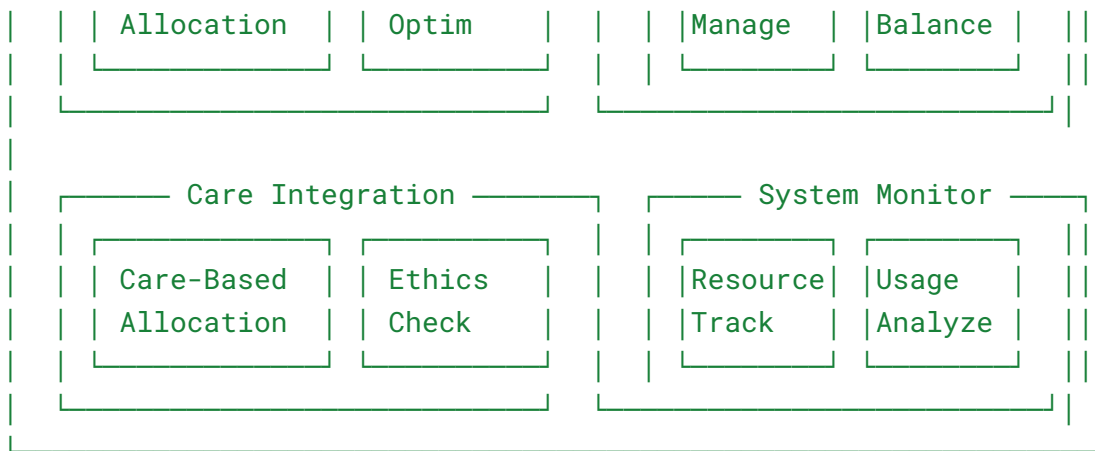 Allocation Optim Manage Balance
Care Integration System Monitor
Care-Based Ethics Resource Usage
Allocation Check Track Analyze